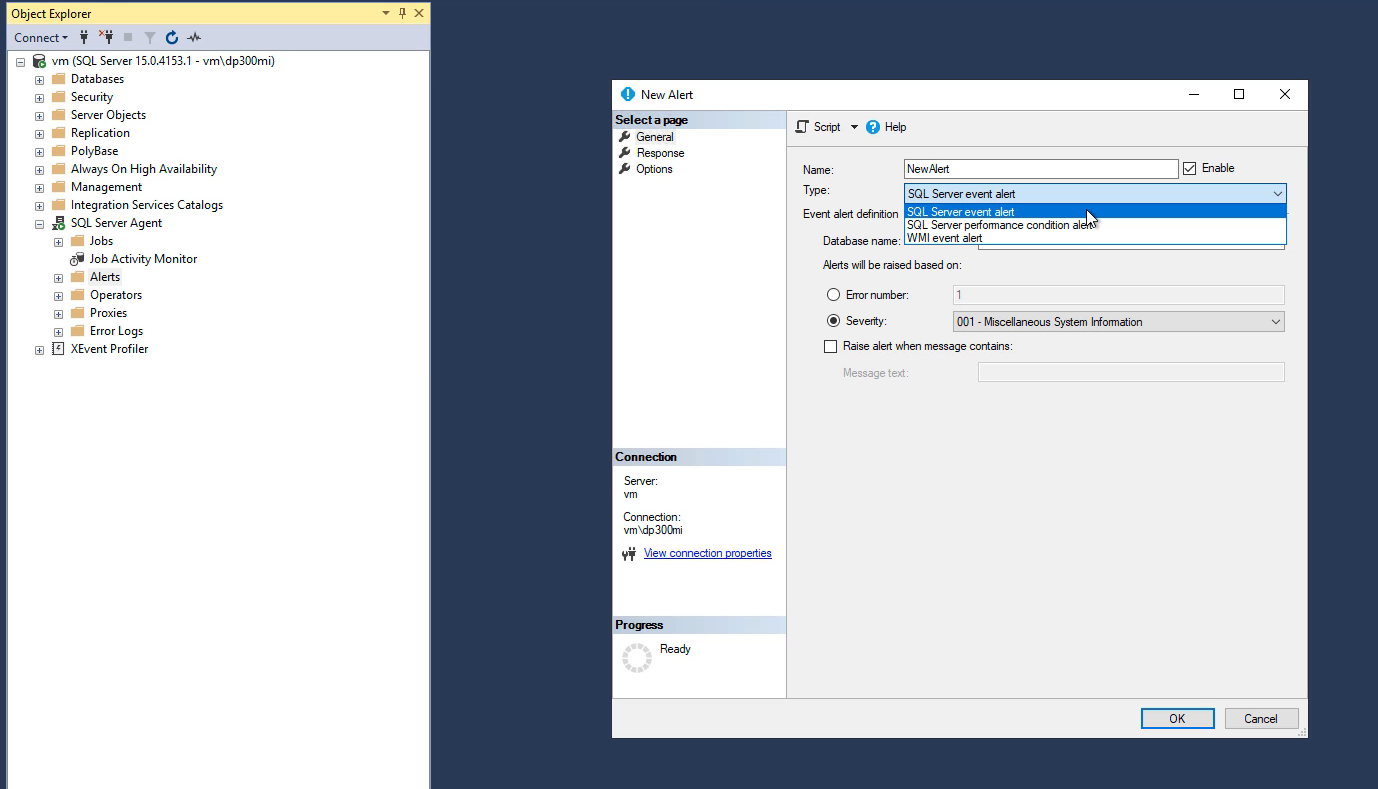 Object Explorer
Connect
vm (SQL Server 15.0.4153.1 - vm\dp300mi)
Databases
Security
Server Objects
Replication
PolyBase
Always On High Availability
Management
Integration Services Catalogs
SQL Server Agent
Jobs
Job Activity Monitor
Alerts
Operators
Proxies
Error Logs
XEvent Profiler
New Alert
Select a page
General
Response
Options
Script
Help
Name:
NewAlert
Enable
Type:
SQL Server event alert
SQL Server event alert
SQL Server performance condition alert
WMI event alert
Event alert definition
Database name:
Alerts will be raised based on:
Error number:
1
Severity:
001 - Miscellaneous System Information
Raise alert when message contains:
Message text:
Connection
Server:
vm
Connection:
vm\dp300mi
View connection properties
Progress
Ready
OK
Cancel